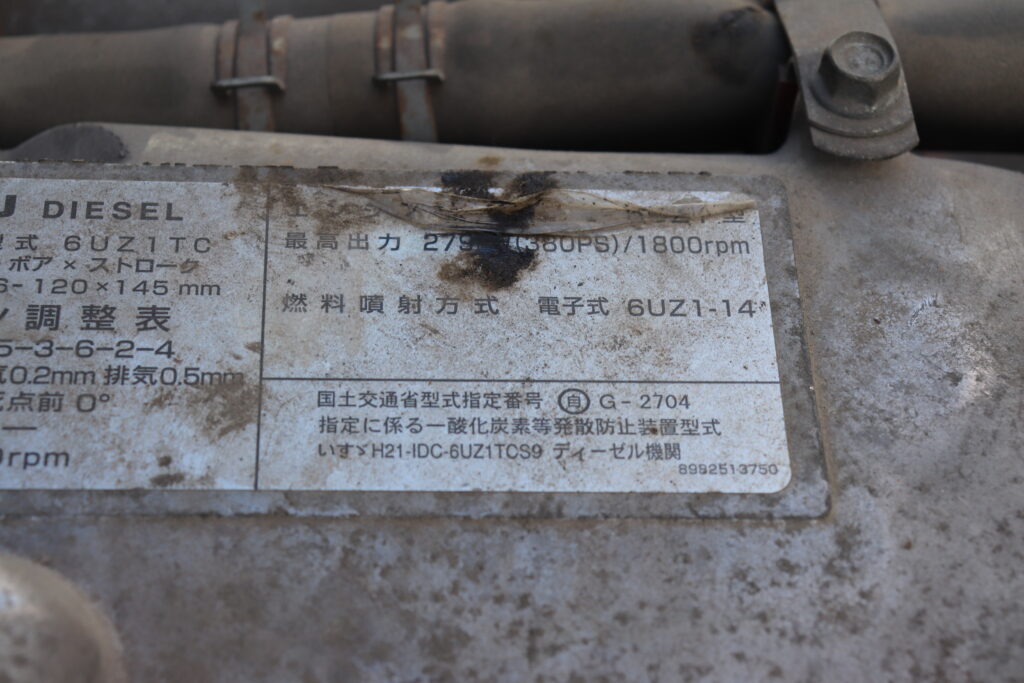 DIESEL
型式 6UZ1TC
ボア×ストローク
6-120×145 mm
調整表
5-3-6-2-4
気0.2mm 排気0.5mm
死点前 0°
rpm
最高出力 279 (380PS)/1800rpm
燃料噴射方式 電子式 6UZ1-14
国土交通省型式指定番号 ㊀ G-2704
指定に係る一酸化炭素等発散防止装置型式
いすゞH21-IDC-6UZ1TCS9 ディーゼル機関
8982513750